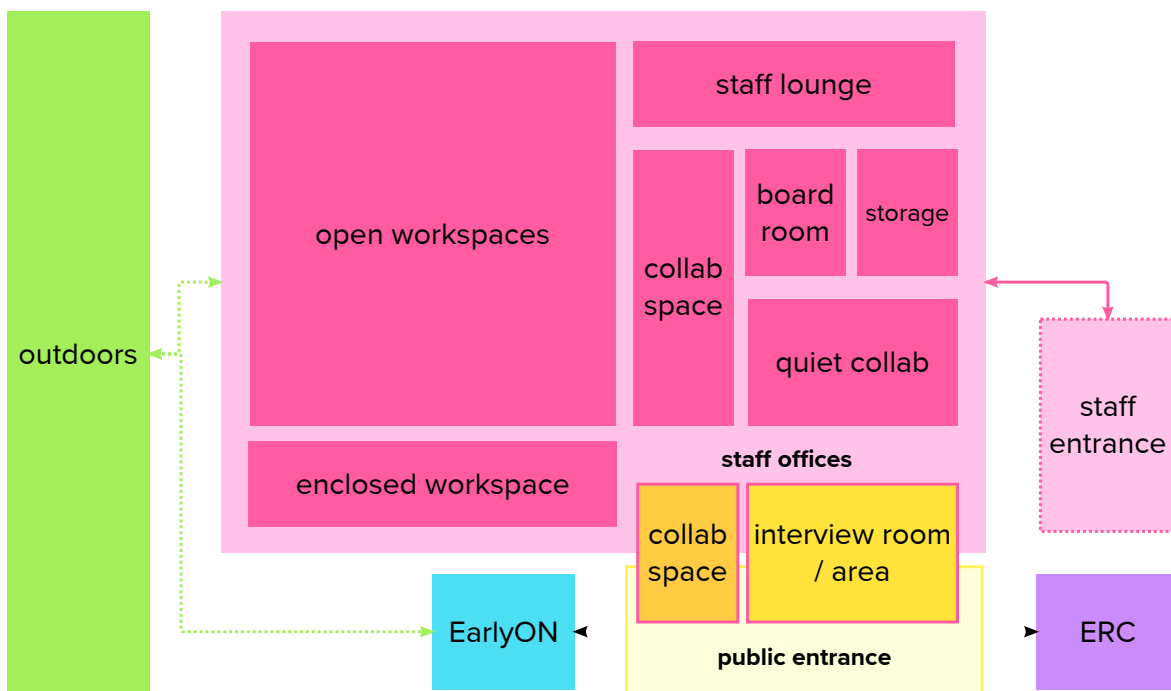 staff lounge
open workspaces
collab
space
board
room
storage
outdoors
quiet collab
staff
entrance
staff offices
enclosed workspace
collab
space
interview room
/ area
EarlyON
public entrance
ERC